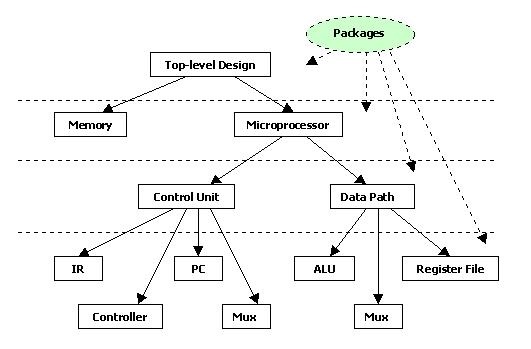 Packages
Top-level Design
Memory
Microprocessor
Control Unit
Data Path
IR
PC
ALU
Register File
Controller
Mux
Mux